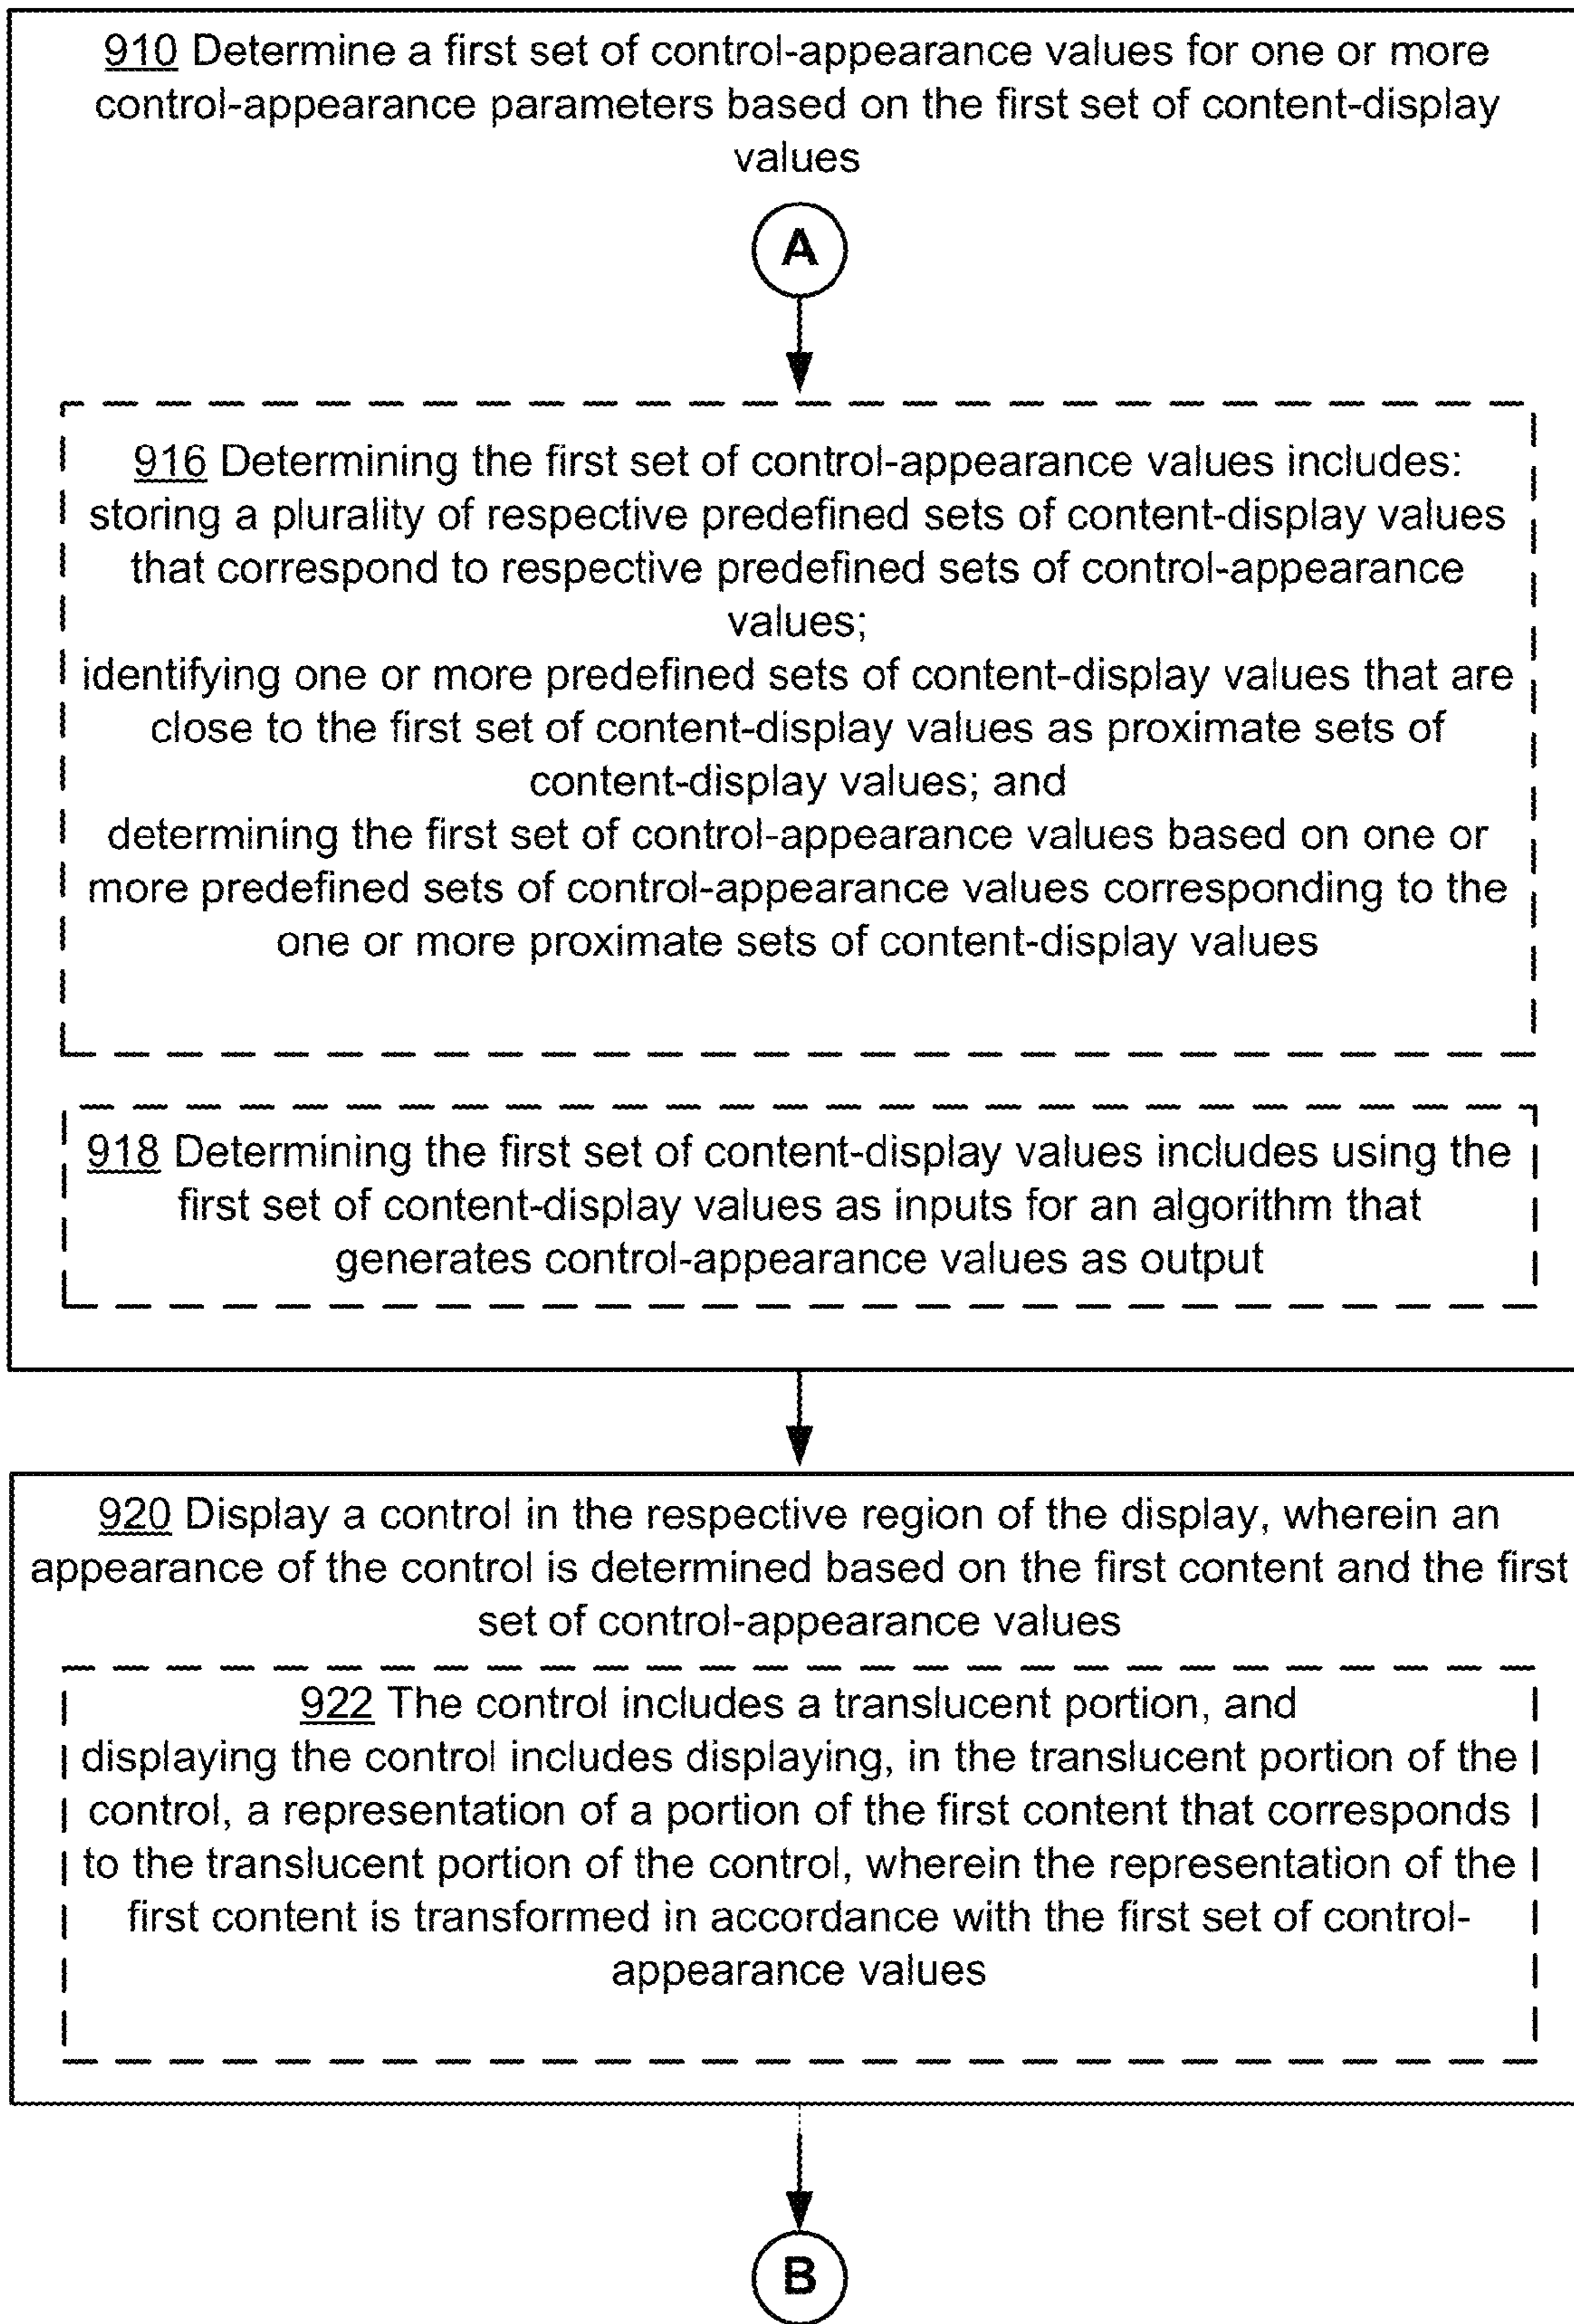 910 Determine a first set of control-appearance values for one or more
control-appearance parameters based on the first set of content-display
values
A
916 Determining the first set of control-appearance values includes:
storing a plurality of respective predefined sets of content-display values
that correspond to respective predefined sets of control-appearance
values;
identifying one or more predefined sets of content-display values that are
close to the first set of content-display values as proximate sets of
content-display values; and
determining the first set of control-appearance values based on one or
more predefined sets of control-appearance values corresponding to the
one or more proximate sets of content-display values
918 Determining the first set of content-display values includes using the
first set of content-display values as inputs for an algorithm that
generates control-appearance values as output
920 Display a control in the respective region of the display, wherein an
appearance of the control is determined based on the first content and the first
set of control-appearance values
922 The control includes a translucent portion, and
displaying the control includes displaying, in the translucent portion of the
control, a representation of a portion of the first content that corresponds
to the translucent portion of the control, wherein the representation of the
first content is transformed in accordance with the first set of control-
appearance values
B